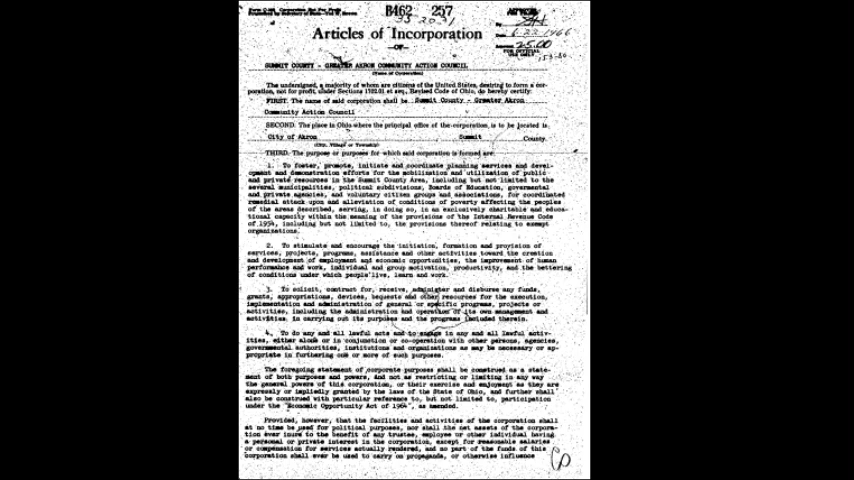 B462 257
Articles of Incorporation
—OF—
SUMMIT COUNTY - GREATER AKRON COMMUNITY ACTION COUNCIL
(Name of Corporation)
The undersigned, a majority of whom are citizens of the United States, desiring to form a cor-
poration, not for profit, under Sections 1702.01 et seq., Revised Code of Ohio, do hereby certify:
FIRST. The name of said corporation shall be Summit County - Greater Akron
Community Action Council
SECOND. The place in Ohio where the principal office of the corporation is to be located is
City of Akron Summit County.
(City, Village or Township)
THIRD. The purpose or purposes for which said corporation is formed are:
1. To foster, promote, initiate and coordinate planning services and devel-
opment and demonstration efforts for the mobilization and utilization of public
and private resources in the Summit County Area, including but not limited to the
several municipalities, political subdivisions, Boards of Education, governmental
and private agencies, and voluntary citizen groups and associations, for coordinated
remedial attack upon and alleviation of conditions of poverty affecting the peoples
of the areas described, serving, in doing so, in an exclusively charitable and educa-
tional capacity within the meaning of the provisions of the Internal Revenue Code
of 1954, including but not limited to, the provisions thereof relating to exempt
organizations.
2. To stimulate and encourage the initiation, formation and provision of
services, projects, programs, assistance and other activities toward the creation
and development of employment and economic opportunities, the improvement of human
performance and work, individual and group motivation, productivity, and the bettering
of conditions under which people live, learn and work.
3. To solicit, contract for, receive, administer and disburse any funds,
grants, appropriations, devices, bequests and other resources for the execution,
implementation and administration of general or specific programs, projects or
activities, including the administration and operation of its own management and
activities in carrying out its purposes and the programs included therein.
4. To do any and all lawful acts and to engage in any and all lawful activ-
ities, either alone or in conjunction or co-operation with other persons, agencies,
governmental authorities, institutions and organizations as may be necessary or ap-
propriate in furthering one or more of such purposes.
The foregoing statement of corporate purposes shall be construed as a state-
ment of both purposes and powers, And not as restricting or limiting in any way
the general powers of this corporation, or their exercise and enjoyment as they are
expressly or impliedly granted by the laws of the State of Ohio, and further shall
also be construed with particular reference to, but not limited to, participation
under the "Economic Opportunity Act of 1964", as amended.
Provided, however, that the facilities and activities of the corporation shall
at no time be used for political purposes, nor shall the net assets of the corpora-
tion ever inure to the benefit of any trustee, employee or other individual having
a personal or private interest in the corporation, except for reasonable salaries
or compensation for services actually rendered, and no part of the funds of this
corporation shall ever be used to carry on propaganda, or otherwise influence